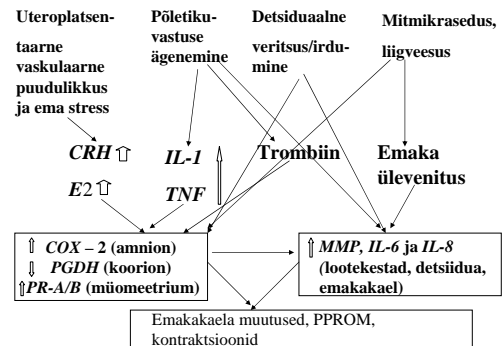 Uteroplatsen-
taarne
vaskulaarne
puudulikkus
ja ema stress
Põletiku-
vastuse
ägenemine
Detsiduaalne
veritsus/irdu-
mine
Mitmikrasedus,
liigveesus
CRH
E2
IL-1
TNF
Trombiin
Emaka
ülevenitus
COX – 2 (amnion)
PGDH (koorion)
PR-A/B (müomeetrium)
MMP, IL-6 ja IL-8
(lootekestad, detsiidua,
emakakael)
Emakakaela muutused, PPROM,
kontraktsioonid